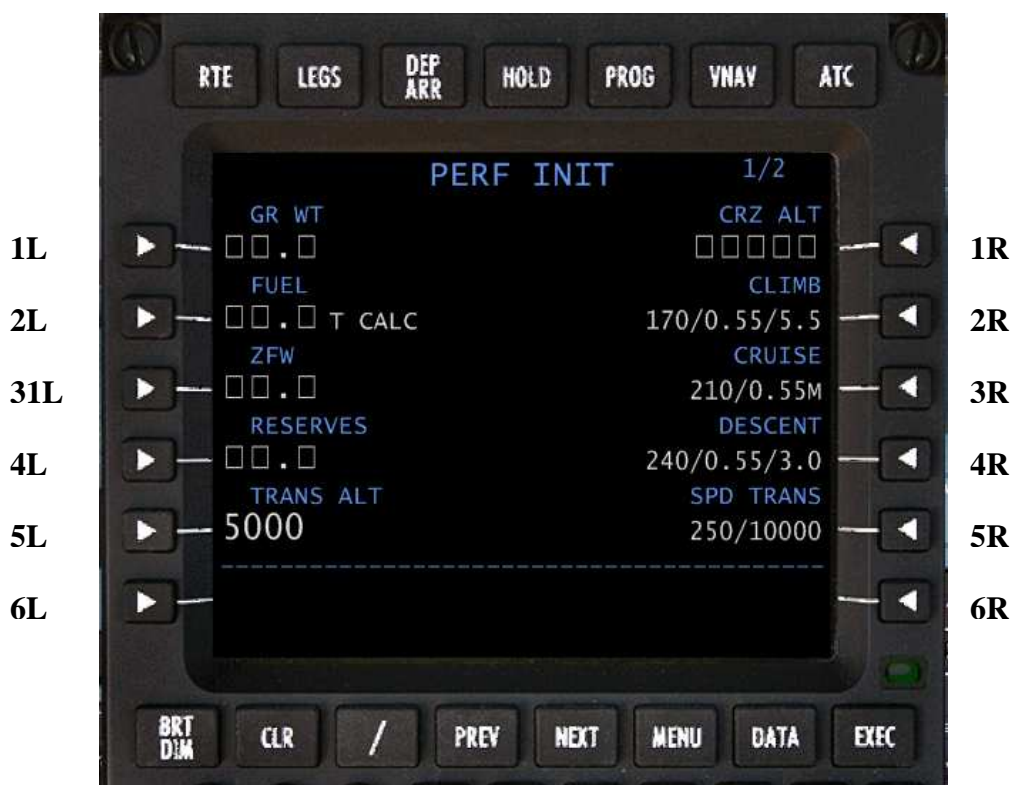 RTE LEGS DEP ARR HOLD PROG VNAV ATC
PERF INIT 1/2
GR WT CRZ ALT
1L □□.□ □□□□□ 1R
FUEL CLIMB
2L □□.□ T CALC 170/0.55/5.5 2R
ZFW CRUISE
31L □□.□ 210/0.55M 3R
RESERVES DESCENT
4L □□.□ 240/0.55/3.0 4R
TRANS ALT SPD TRANS
5L 5000 250/10000 5R
6L 6R
BRT DIM CLR / PREV NEXT MENU DATA EXEC